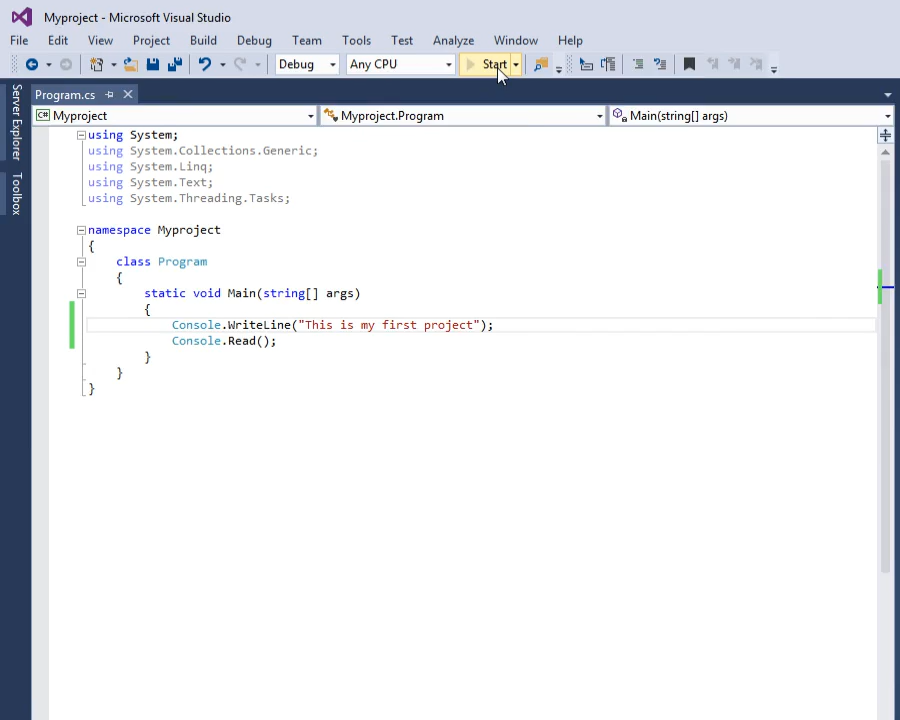 Myproject - Microsoft Visual Studio
File Edit View Project Build Debug Team Tools Test Analyze Window Help
Debug Any CPU Start
Server Explorer
Toolbox
Program.cs
C# Myproject Myproject.Program Main(string[] args)
using System;
using System.Collections.Generic;
using System.Linq;
using System.Text;
using System.Threading.Tasks;
namespace Myproject
{
class Program
{
static void Main(string[] args)
{
Console.WriteLine("This is my first project");
Console.Read();
}
}
}